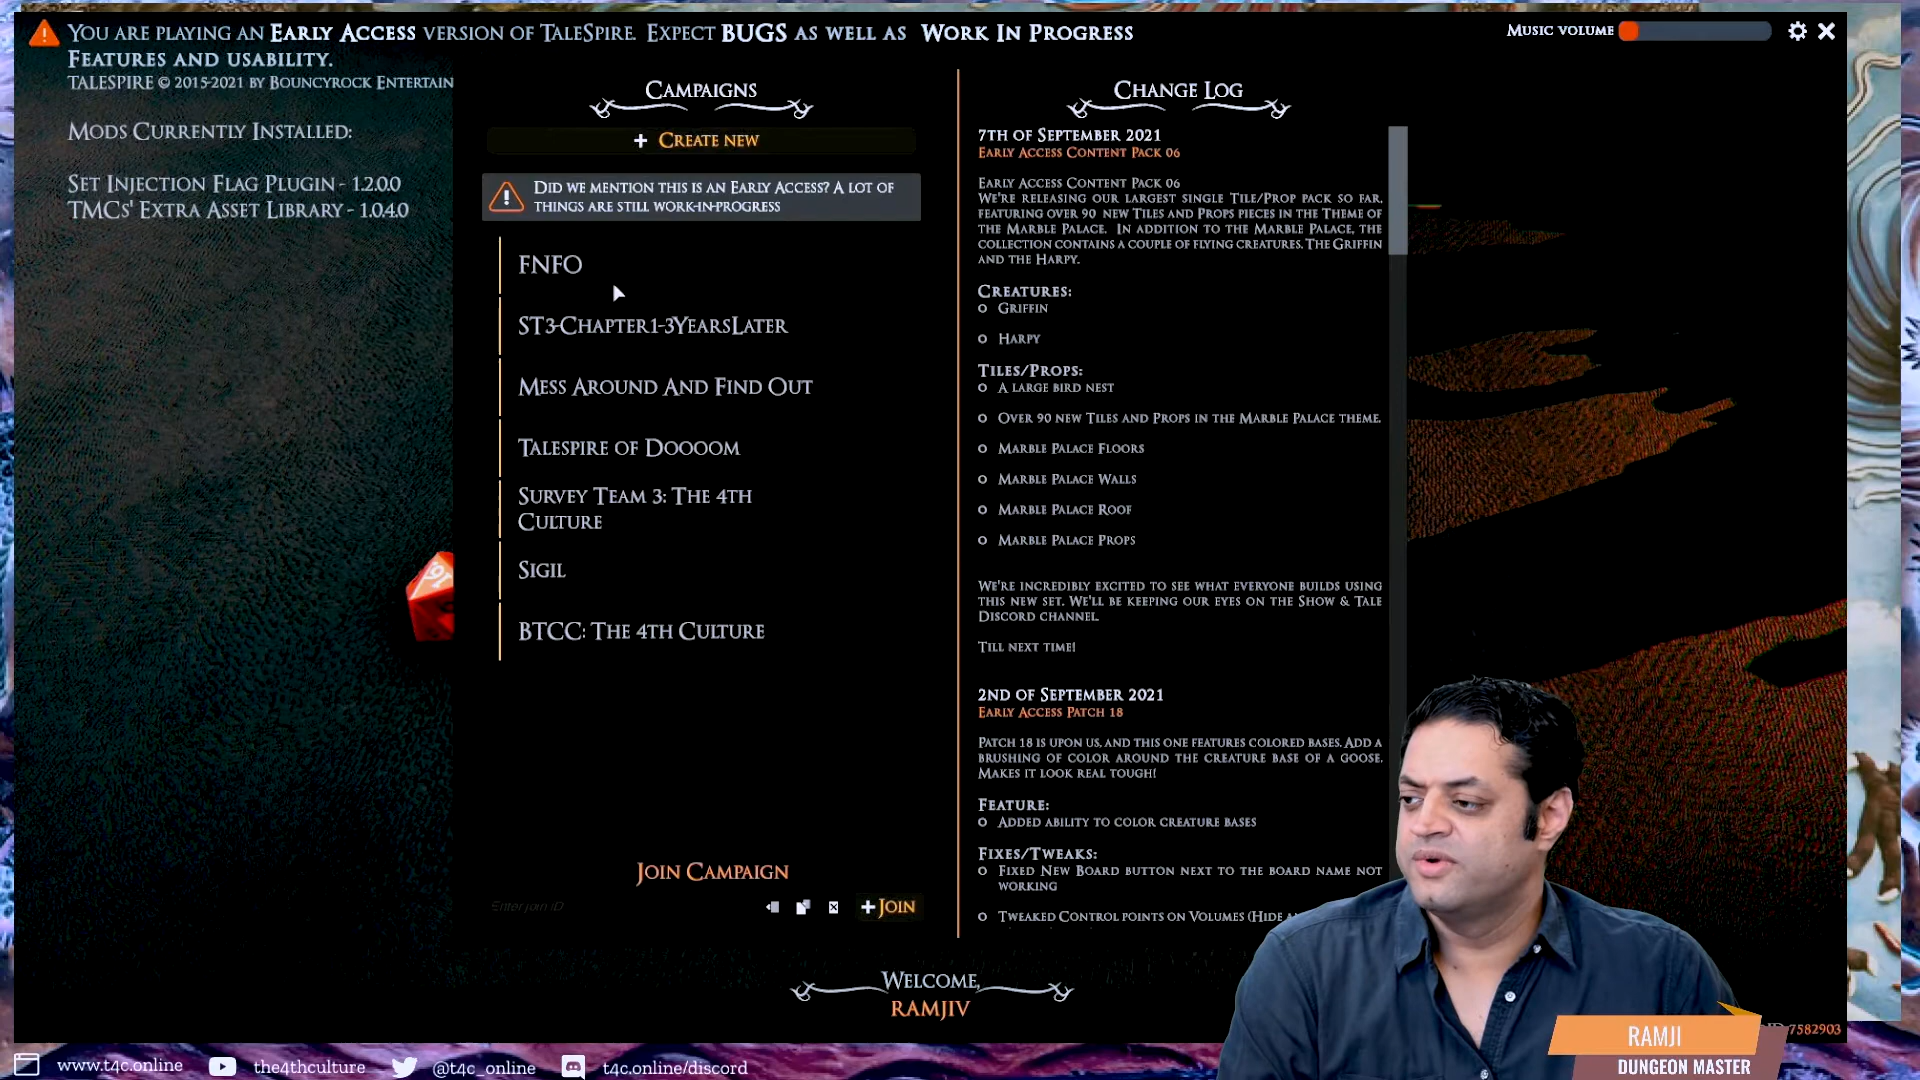 You are playing an Early Access version of TaleSpire. Expect BUGS as well as Work In Progress
Features and usability.
TaleSpire © 2015-2021 by Bouncyrock Entertain
Mods Currently Installed:
Set Injection Flag Plugin - 1.2.0.0
TMCs' Extra Asset Library - 1.0.4.0
Music volume
Campaigns
+ Create new
Did we mention this is an Early Access? A lot of
things are still work-in-progress
FNFO
ST3-Chapter1-3YearsLater
Mess Around And Find Out
Talespire of Doooom
Survey Team 3: The 4th
Culture
Sigil
BTCC: The 4th Culture
Join Campaign
Enter join ID
+Join
Change Log
7th of September 2021
Early Access Content Pack 06
Early Access Content Pack 06
We're releasing our largest single Tile/Prop pack so far,
featuring over 90 new Tiles and Props pieces in the Theme of
the Marble Palace. In addition to the Marble Palace, the
collection contains a couple of flying creatures. The Griffin
and the Harpy.
Creatures:
o Griffin
o Harpy
Tiles/Props:
o A large bird nest
o Over 90 new Tiles and Props in the Marble Palace theme.
o Marble Palace Floors
o Marble Palace Walls
o Marble Palace Roof
o Marble Palace Props
We're incredibly excited to see what everyone builds using
this new set. We'll be keeping our eyes on the Show & Tale
Discord channel.
Till next time!
2nd of September 2021
Early Access Patch 18
Patch 18 is upon us, and this one features colored bases. Add a
brushing of color around the creature base of a goose.
Makes it look real tough!
Feature:
o Added ability to color creature bases
Fixes/Tweaks:
o Fixed New Board button next to the board name not
working
o Tweaked Control points on Volumes (Hide
Welcome,
RAMJIV
7582903
RAMJI
DUNGEON MASTER
www.t4c.online
the4thculture
@t4c_online
t4c.online/discord